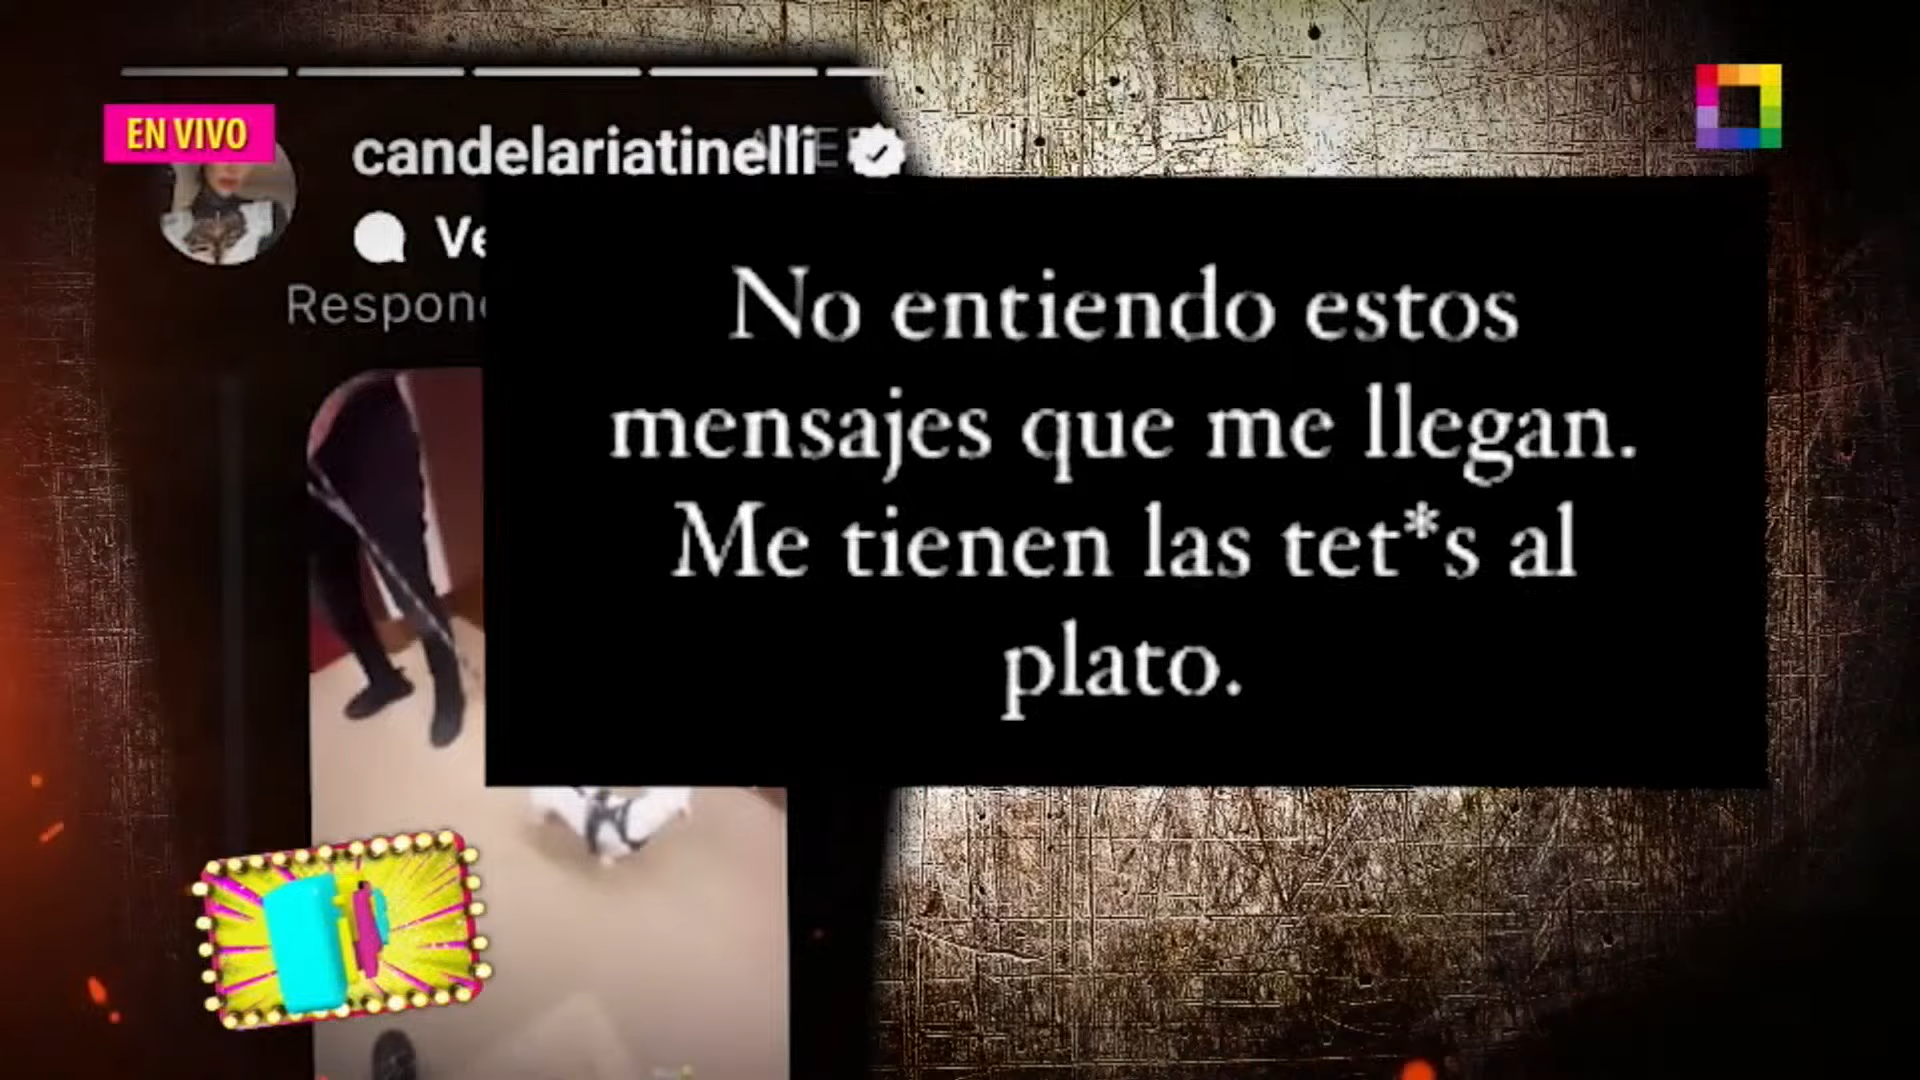 EN VIVO
candelariatinelli
Ve
Respon
No entiendo estos
mensajes que me llegan.
Me tienen las tet*s al
plato.